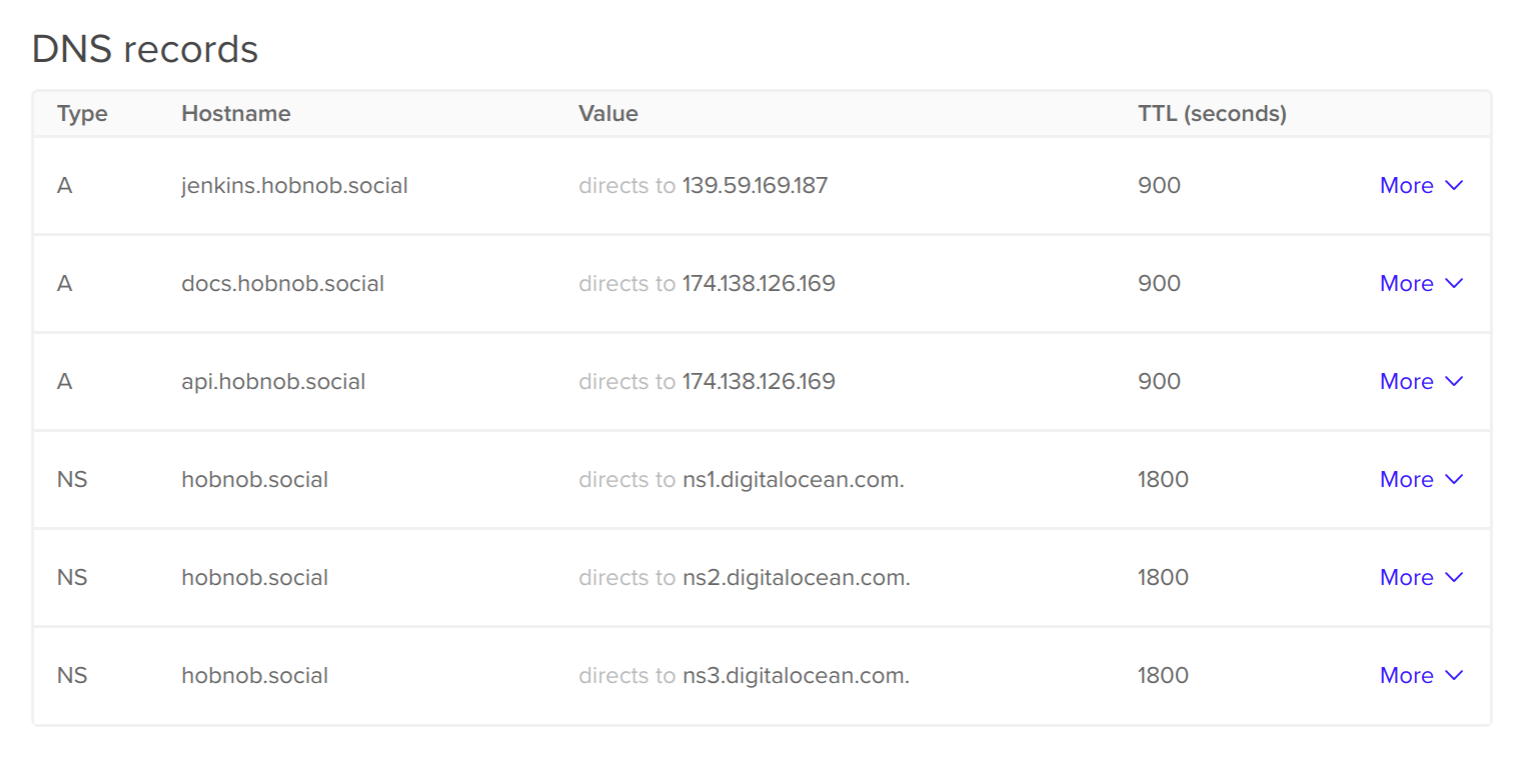 DNS records
Type Hostname Value TTL (seconds)
A jenkins.hobnob.social directs to 139.59.169.187 900 More
A docs.hobnob.social directs to 174.138.126.169 900 More
A api.hobnob.social directs to 174.138.126.169 900 More
NS hobnob.social directs to ns1.digitalocean.com. 1800 More
NS hobnob.social directs to ns2.digitalocean.com. 1800 More
NS hobnob.social directs to ns3.digitalocean.com. 1800 More